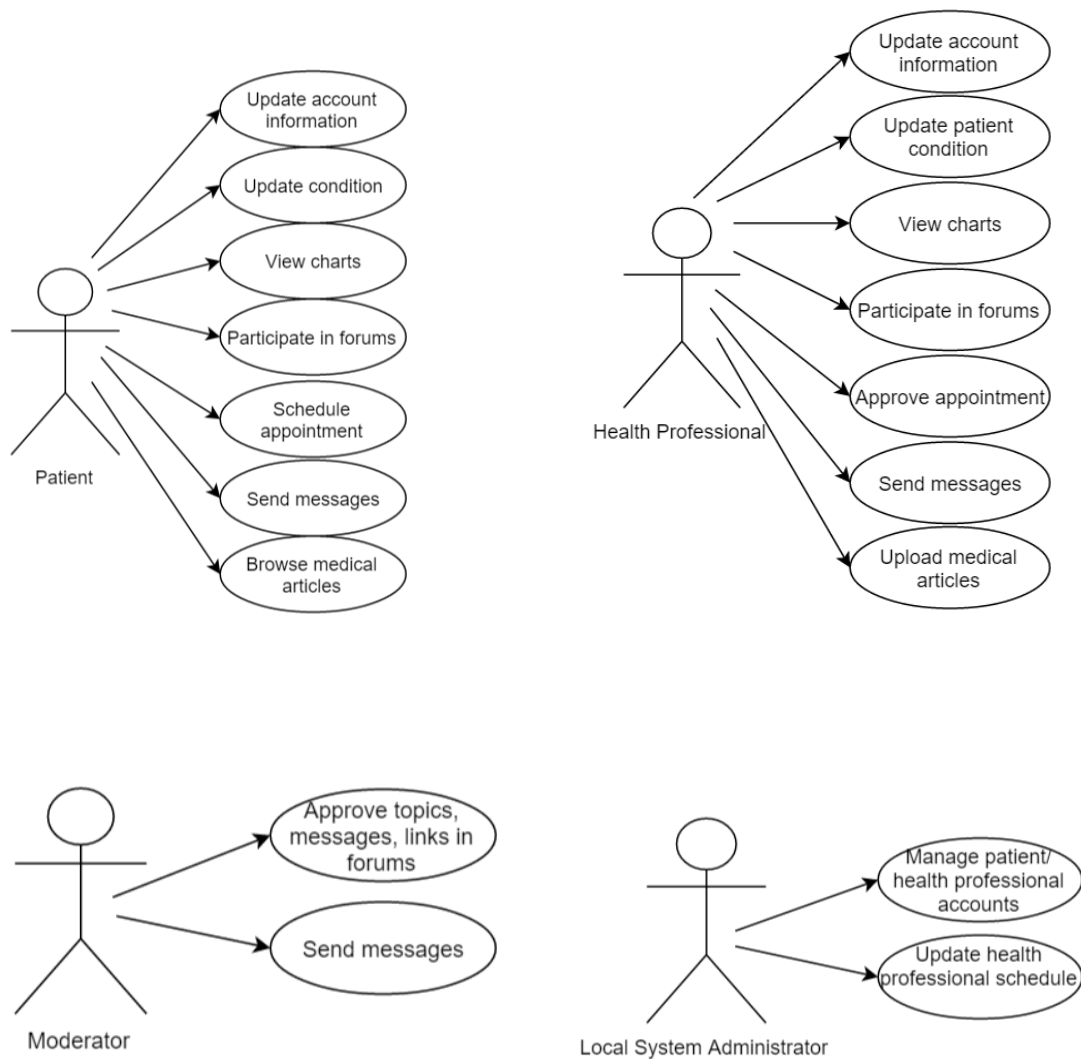 Update account
information
Update condition
View charts
Participate in forums
Schedule
appointment
Send messages
Browse medical
articles
Patient
Update account
information
Update patient
condition
View charts
Participate in forums
Approve appointment
Send messages
Upload medical
articles
Health Professional
Approve topics,
messages, links in
forums
Send messages
Moderator
Manage patient/
health professional
accounts
Update health
professional schedule
Local System Administrator